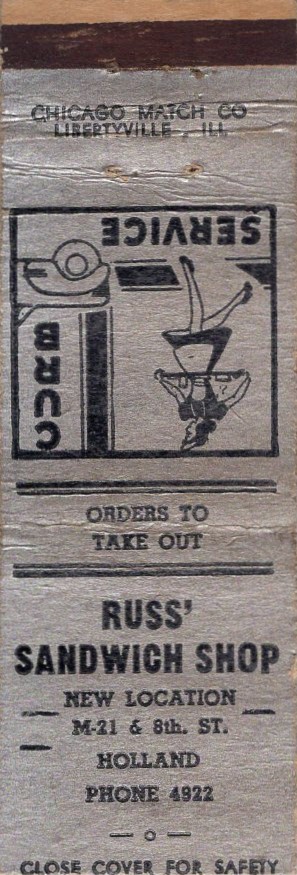 CHICAGO MATCH CO
LIBERTYVILLE, ILL
CURB
SERVICE
ORDERS TO
TAKE OUT
RUSS'
SANDWICH SHOP
NEW LOCATION
M-21 & 8th. ST.
HOLLAND
PHONE 4922
CLOSE COVER FOR SAFETY